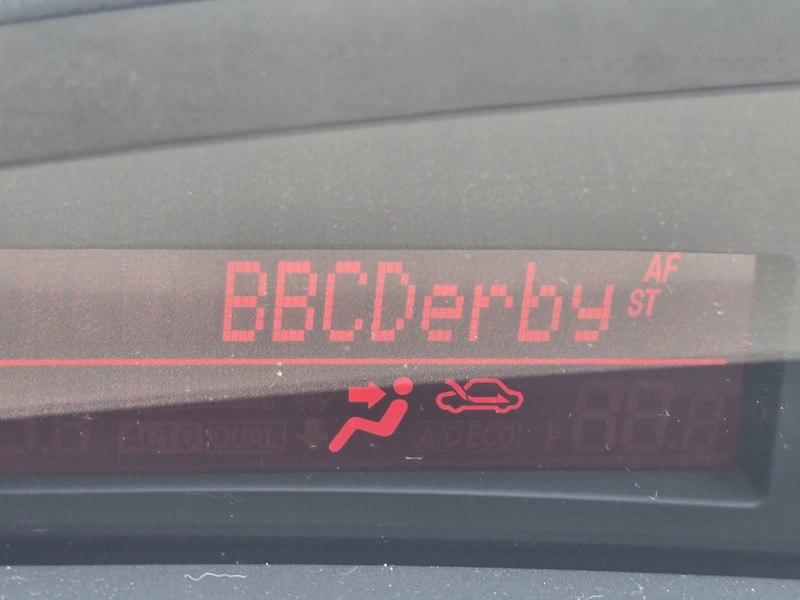 BBCDerby
AF
ST
AUTO DUAL
A/C ECO